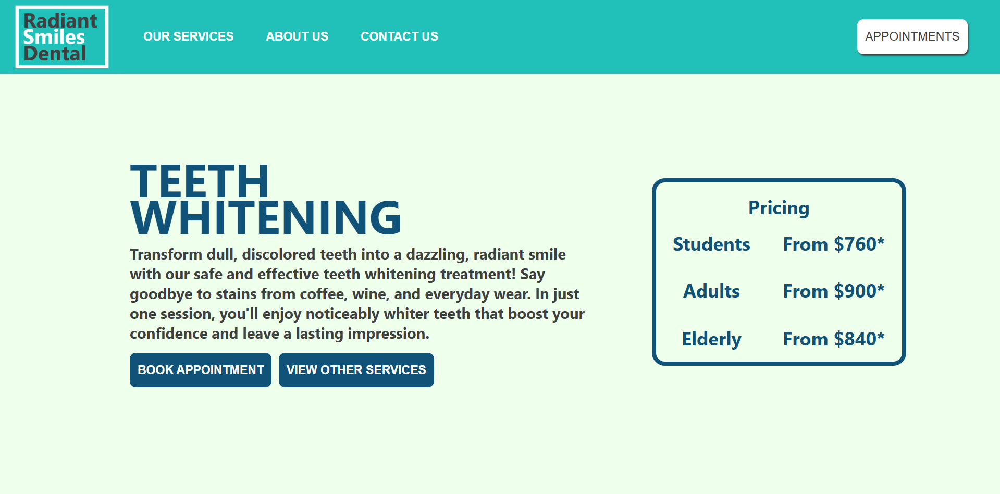 Radiant
Smiles
Dental
OUR SERVICES
ABOUT US
CONTACT US
APPOINTMENTS
TEETH
WHITENING
Transform dull, discolored teeth into a dazzling, radiant smile
with our safe and effective teeth whitening treatment! Say
goodbye to stains from coffee, wine, and everyday wear. In just
one session, you'll enjoy noticeably whiter teeth that boost your
confidence and leave a lasting impression.
BOOK APPOINTMENT
VIEW OTHER SERVICES
Pricing
Students From $760*
Adults From $900*
Elderly From $840*